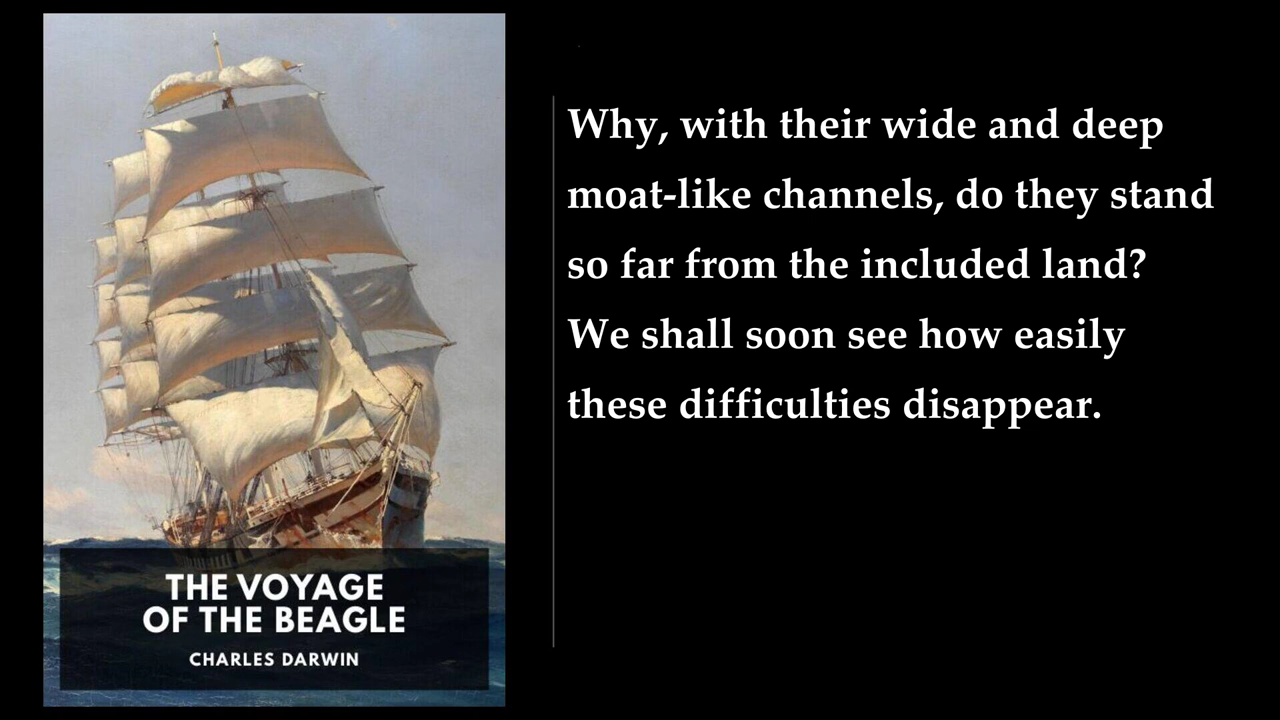 THE VOYAGE
OF THE BEAGLE
CHARLES DARWIN
Why, with their wide and deep
moat-like channels, do they stand
so far from the included land?
We shall soon see how easily
these difficulties disappear.